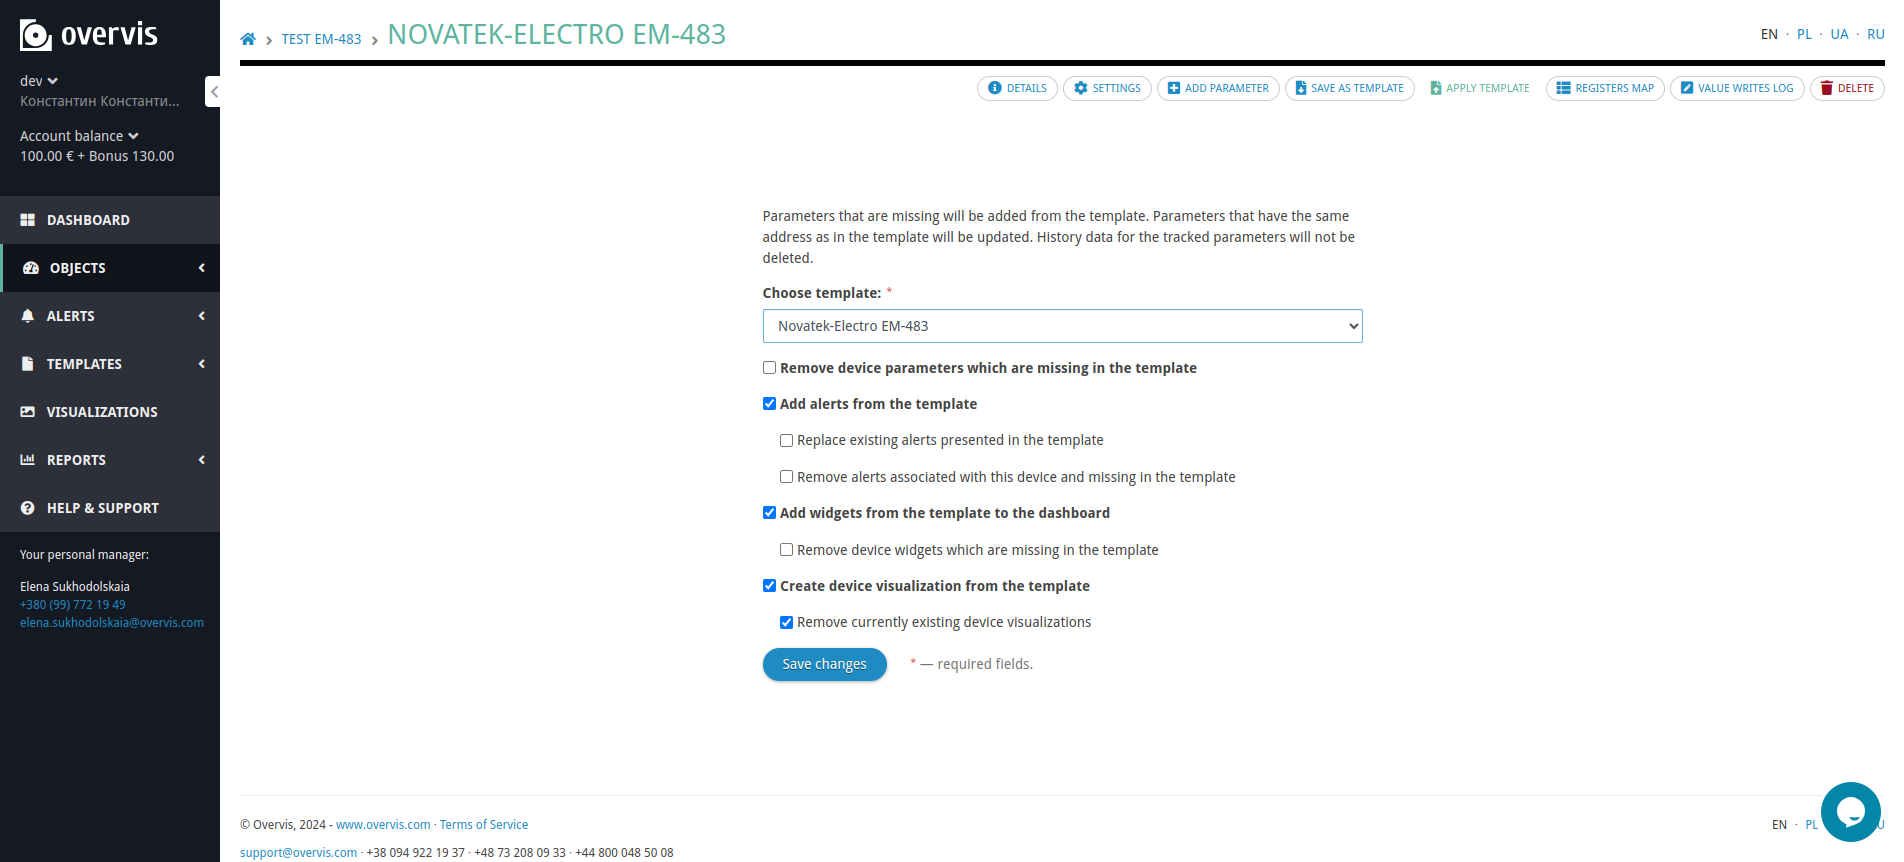 overvis
dev
Константин Константи...
Account balance
100.00 € + Bonus 130.00
DASHBOARD
OBJECTS
ALERTS
TEMPLATES
VISUALIZATIONS
REPORTS
HELP & SUPPORT
Your personal manager:
Elena Sukhodolskaia
+380 (99) 772 19 49
elena.sukhodolskaia@overvis.com
TEST EM-483 NOVATEK-ELECTRO EM-483
EN · PL · UA · RU
DETAILS SETTINGS ADD PARAMETER SAVE AS TEMPLATE APPLY TEMPLATE REGISTERS MAP VALUE WRITES LOG DELETE
Parameters that are missing will be added from the template. Parameters that have the same
address as in the template will be updated. History data for the tracked parameters will not be
deleted.
Choose template: *
Novatek-Electro EM-483
Remove device parameters which are missing in the template
Add alerts from the template
Replace existing alerts presented in the template
Remove alerts associated with this device and missing in the template
Add widgets from the template to the dashboard
Remove device widgets which are missing in the template
Create device visualization from the template
Remove currently existing device visualizations
Save changes * — required fields.
© Overvis, 2024 - www.overvis.com · Terms of Service
EN · PL
support@overvis.com · +38 094 922 19 37 · +48 73 208 09 33 · +44 800 048 50 08